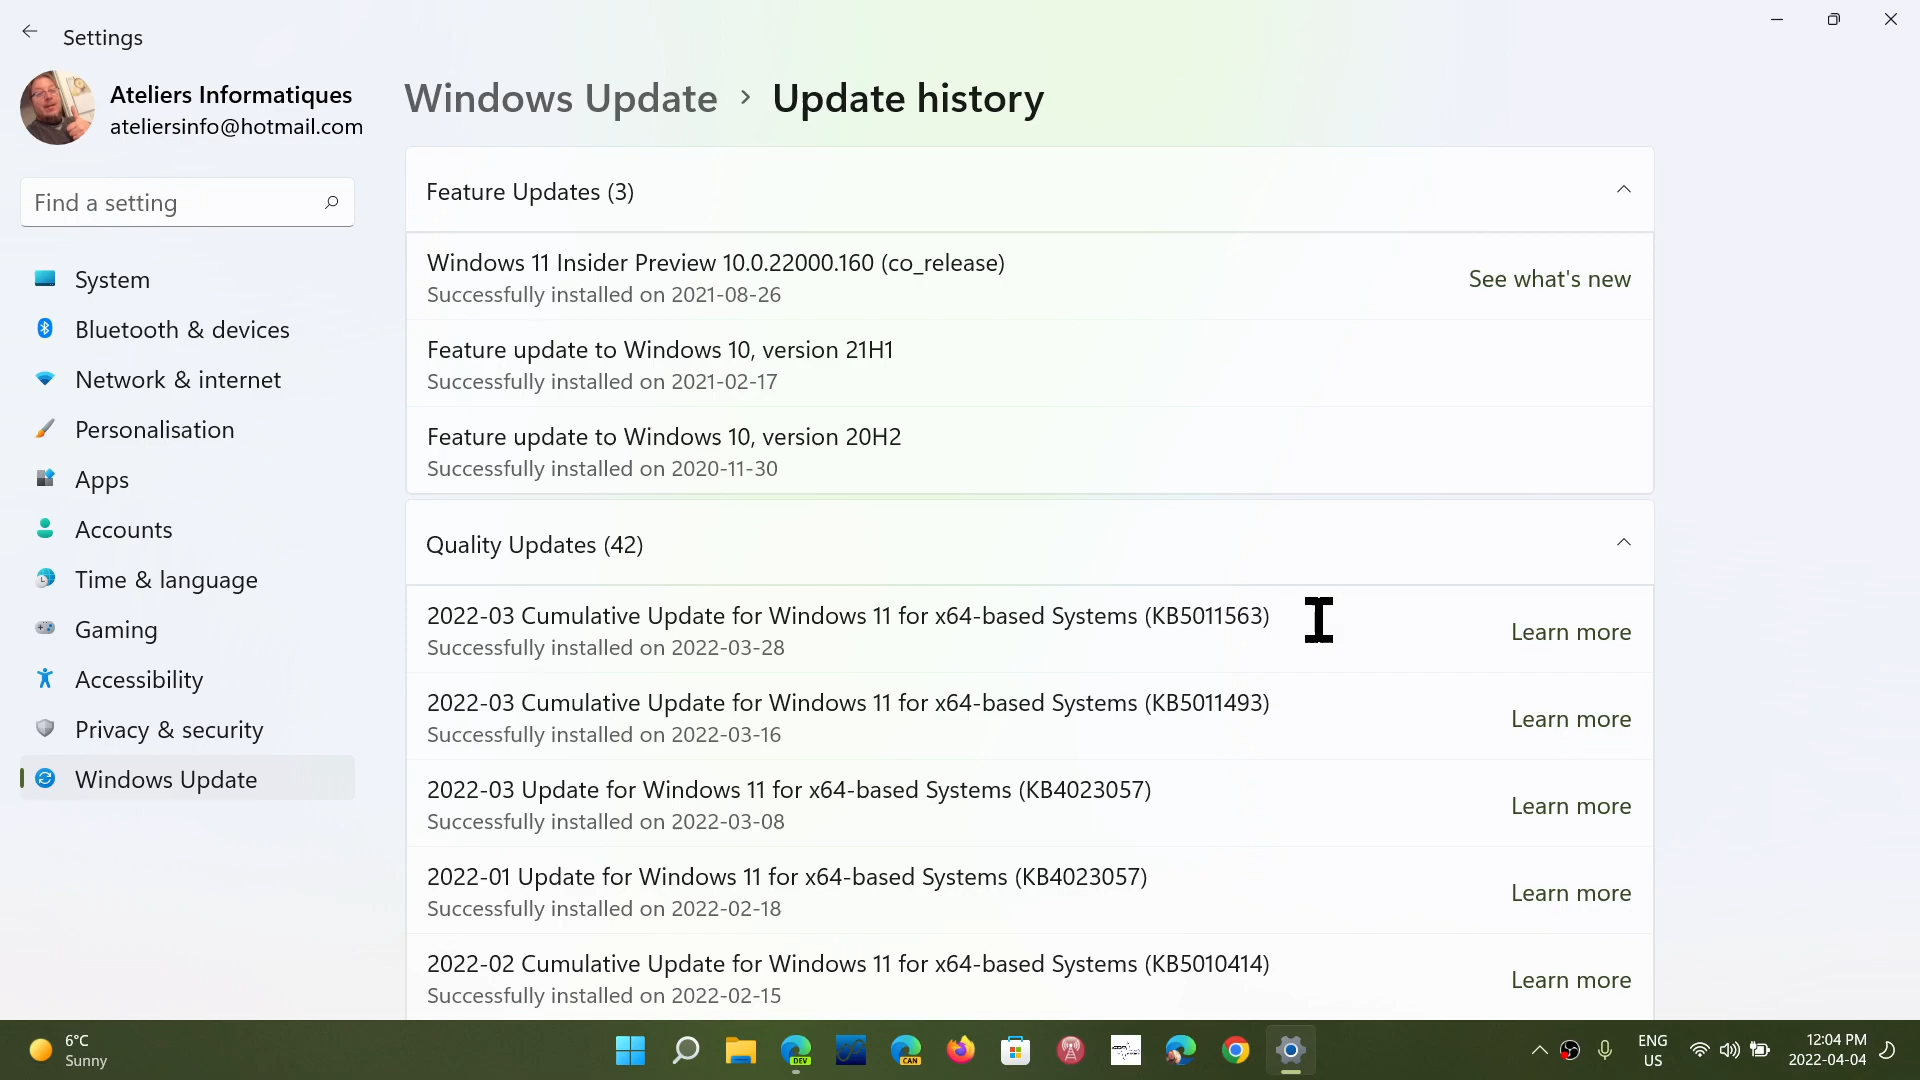 Settings
Ateliers Informatiques
ateliersinfo@hotmail.com
Find a setting
System
Bluetooth & devices
Network & internet
Personalisation
Apps
Accounts
Time & language
Gaming
Accessibility
Privacy & security
Windows Update
Windows Update > Update history
Feature Updates (3)
Windows 11 Insider Preview 10.0.22000.160 (co_release)
Successfully installed on 2021-08-26
See what's new
Feature update to Windows 10, version 21H1
Successfully installed on 2021-02-17
Feature update to Windows 10, version 20H2
Successfully installed on 2020-11-30
Quality Updates (42)
2022-03 Cumulative Update for Windows 11 for x64-based Systems (KB5011563)
Successfully installed on 2022-03-28
Learn more
2022-03 Cumulative Update for Windows 11 for x64-based Systems (KB5011493)
Successfully installed on 2022-03-16
Learn more
2022-03 Update for Windows 11 for x64-based Systems (KB4023057)
Successfully installed on 2022-03-08
Learn more
2022-01 Update for Windows 11 for x64-based Systems (KB4023057)
Successfully installed on 2022-02-18
Learn more
2022-02 Cumulative Update for Windows 11 for x64-based Systems (KB5010414)
Successfully installed on 2022-02-15
Learn more
6°C
Sunny
DEV
CAN
ENG
US
12:04 PM
2022-04-04